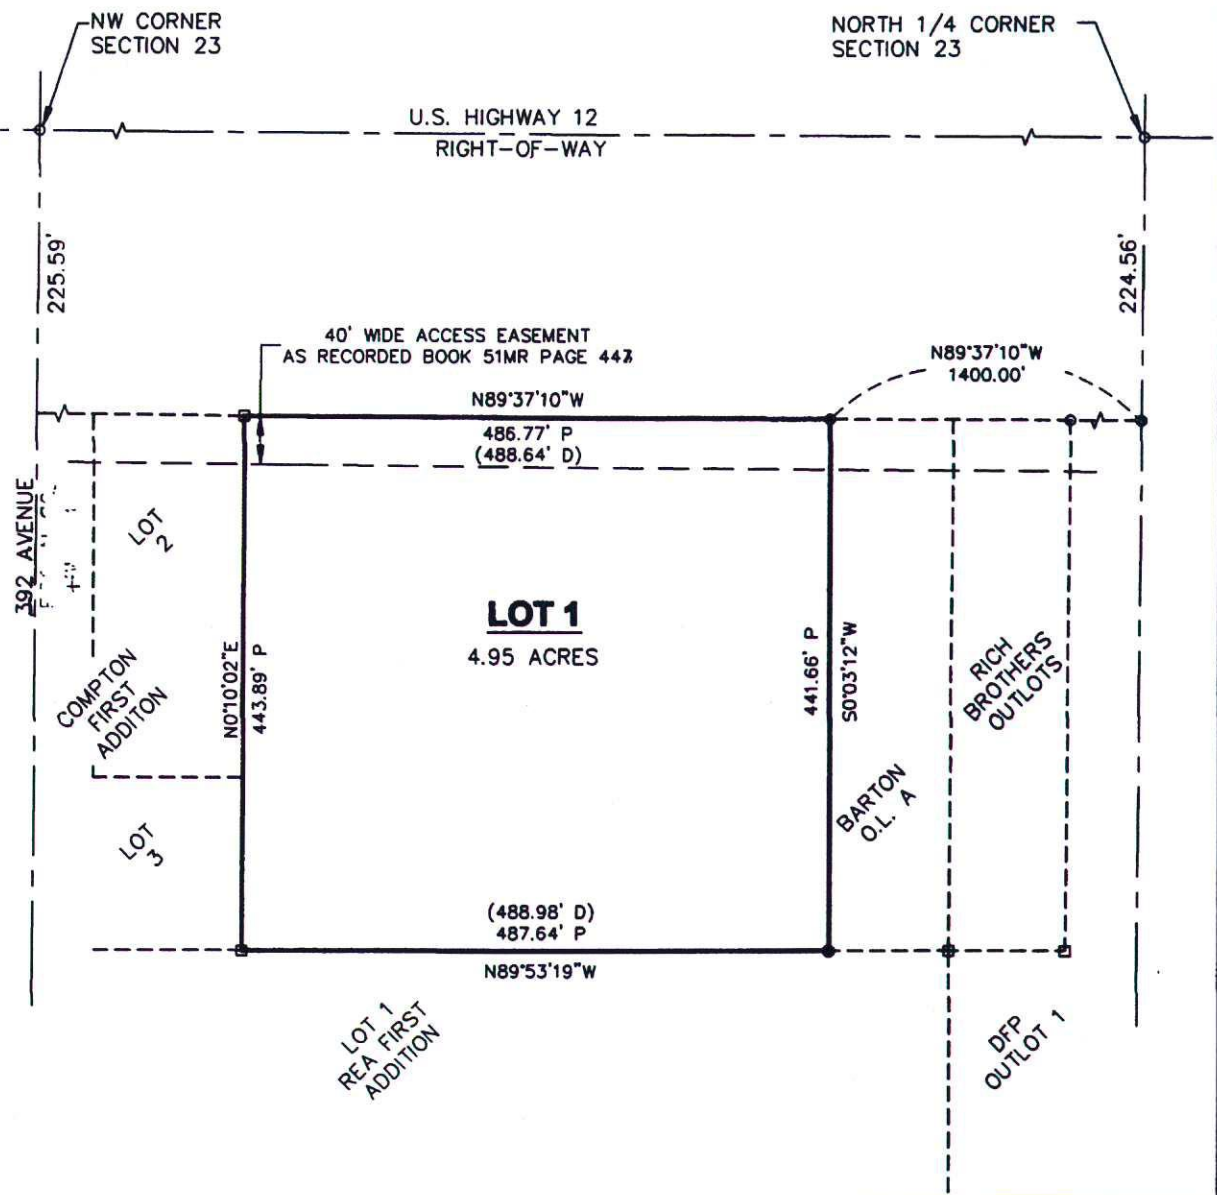 NW CORNER
SECTION 23
NORTH 1/4 CORNER
SECTION 23
U.S. HIGHWAY 12
RIGHT-OF-WAY
225.59'
224.56'
40' WIDE ACCESS EASEMENT
AS RECORDED BOOK 51MR PAGE
N89°37'10"W
1400.00'
N89°37'10"W
486.77' P
(488.64' D)
392 AVENUE
LOT
2
LOT 1
4.95 ACRES
N0°10'02"E
443.89' P
441.66' P
S0°03'12"W
COMPTON
FIRST
ADDITON
RICH
BROTHERS
OUTLOTS
BARTON
O.L. A
LOT
3
(488.98' D)
487.64' P
N89°53'19"W
LOT 1
REA FIRST
ADDITION
DFP
OUTLOT 1